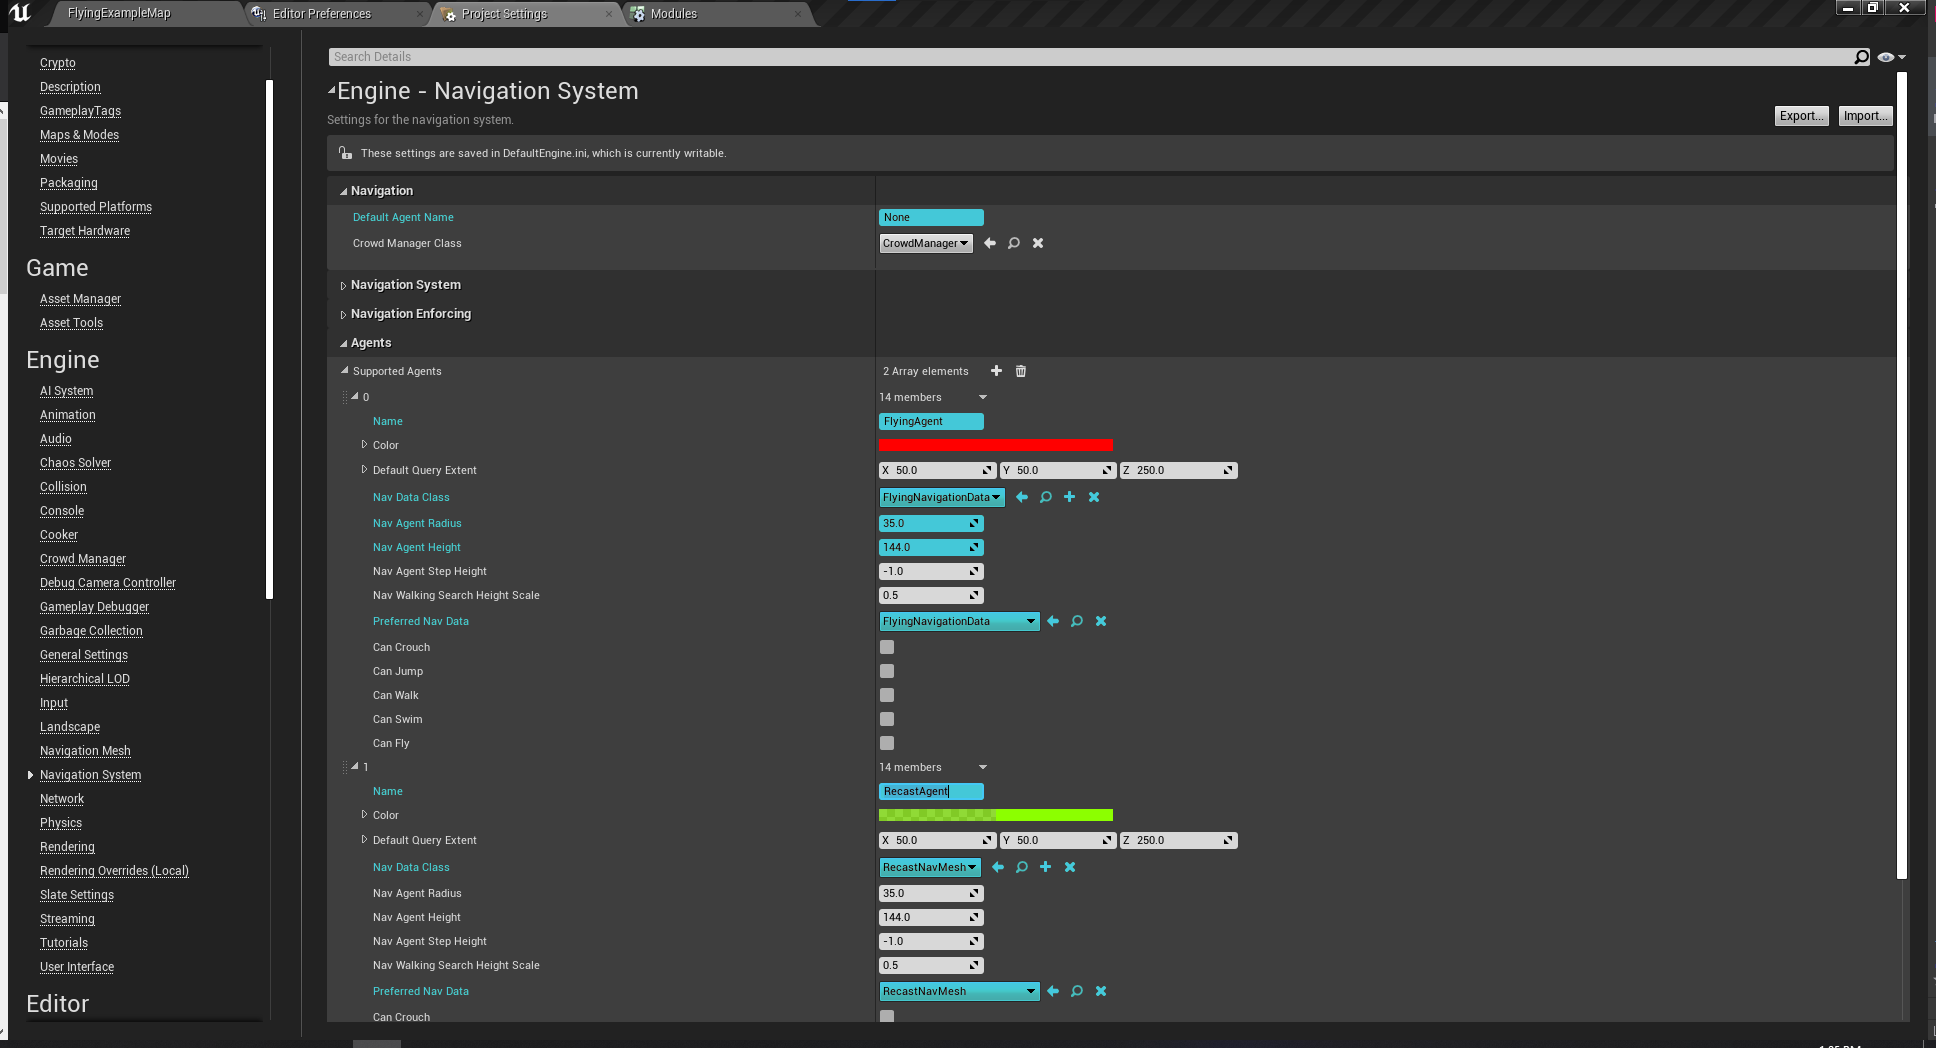 FlyingExampleMap
Editor Preferences
Project Settings
Modules
Crypto
Description
GameplayTags
Maps & Modes
Movies
Packaging
Supported Platforms
Target Hardware
Game
Asset Manager
Asset Tools
Engine
AI System
Animation
Audio
Chaos Solver
Collision
Console
Cooker
Crowd Manager
Debug Camera Controller
Gameplay Debugger
Garbage Collection
General Settings
Hierarchical LOD
Input
Landscape
Navigation Mesh
Navigation System
Network
Physics
Rendering
Rendering Overrides (Local)
Slate Settings
Streaming
Tutorials
User Interface
Editor
Search Details
Engine - Navigation System
Settings for the navigation system.
Export...
Import...
These settings are saved in DefaultEngine.ini, which is currently writable.
Navigation
Default Agent Name None
Crowd Manager Class CrowdManager
Navigation System
Navigation Enforcing
Agents
Supported Agents 2 Array elements
0 14 members
Name FlyingAgent
Color
Default Query Extent X 50.0 Y 50.0 Z 250.0
Nav Data Class FlyingNavigationData
Nav Agent Radius 35.0
Nav Agent Height 144.0
Nav Agent Step Height -1.0
Nav Walking Search Height Scale 0.5
Preferred Nav Data FlyingNavigationData
Can Crouch
Can Jump
Can Walk
Can Swim
Can Fly
1 14 members
Name RecastAgent
Color
Default Query Extent X 50.0 Y 50.0 Z 250.0
Nav Data Class RecastNavMesh
Nav Agent Radius 35.0
Nav Agent Height 144.0
Nav Agent Step Height -1.0
Nav Walking Search Height Scale 0.5
Preferred Nav Data RecastNavMesh
Can Crouch